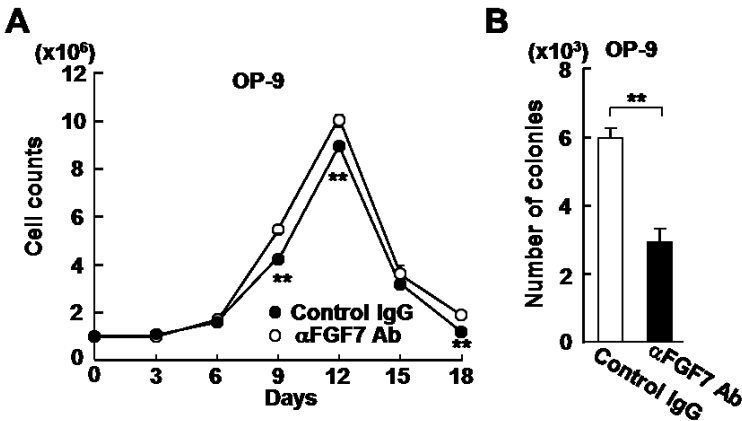 A
(x10⁶)
OP-9
12
10
8
6
4
2
0
Cell counts
**
**
**
Control IgG
αFGF7 Ab
0 3 6 9 12 15 18
Days
B
(x10³) OP-9
8
6
4
2
0
Number of colonies
**
Control IgG
αFGF7 Ab